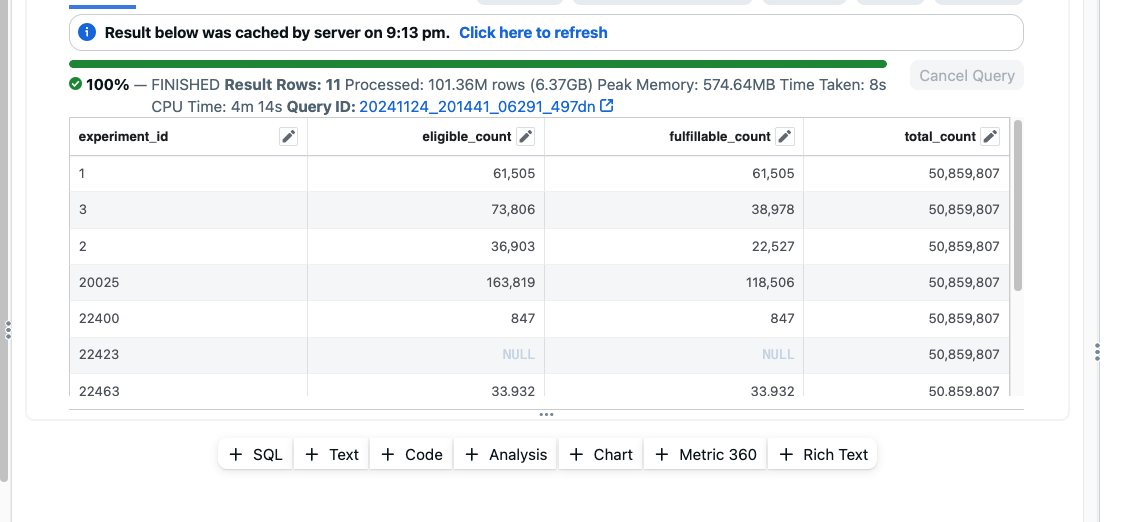 Result below was cached by server on 9:13 pm. Click here to refresh
100% — FINISHED Result Rows: 11 Processed: 101.36M rows (6.37GB) Peak Memory: 574.64MB Time Taken: 8s
CPU Time: 4m 14s Query ID: 20241124_201441_06291_497dn
Cancel Query
experiment_id eligible_count fulfillable_count total_count
1 61,505 61,505 50,859,807
3 73,806 38,978 50,859,807
2 36,903 22,527 50,859,807
20025 163,819 118,506 50,859,807
22400 847 847 50,859,807
22423 NULL NULL 50,859,807
22463 33,932 33,932 50,859,807
+ SQL + Text + Code + Analysis + Chart + Metric 360 + Rich Text